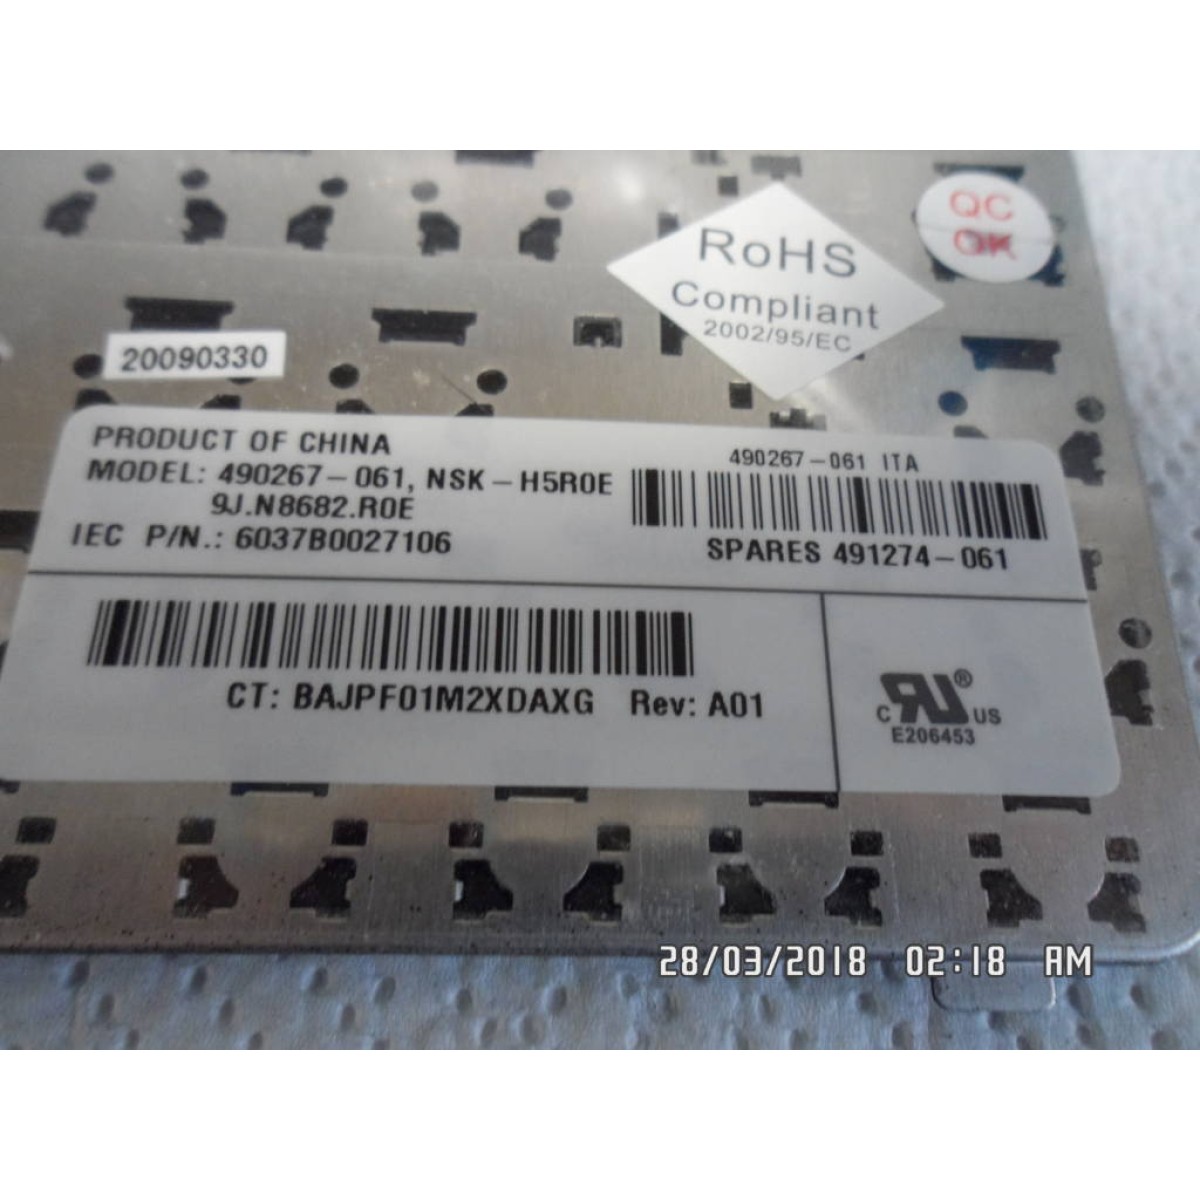 RoHS
Compliant
2002/95/EC
QC
OK
20090330
PRODUCT OF CHINA
MODEL: 490267-061, NSK-H5R0E
9J.N8682.R0E
IEC P/N.: 6037B0027106
490267-061 ITA
SPARES 491274-061
CT: BAJPF01M2XDAXG Rev: A01
C RU® US
E206453
28/03/2018 02:18 AM